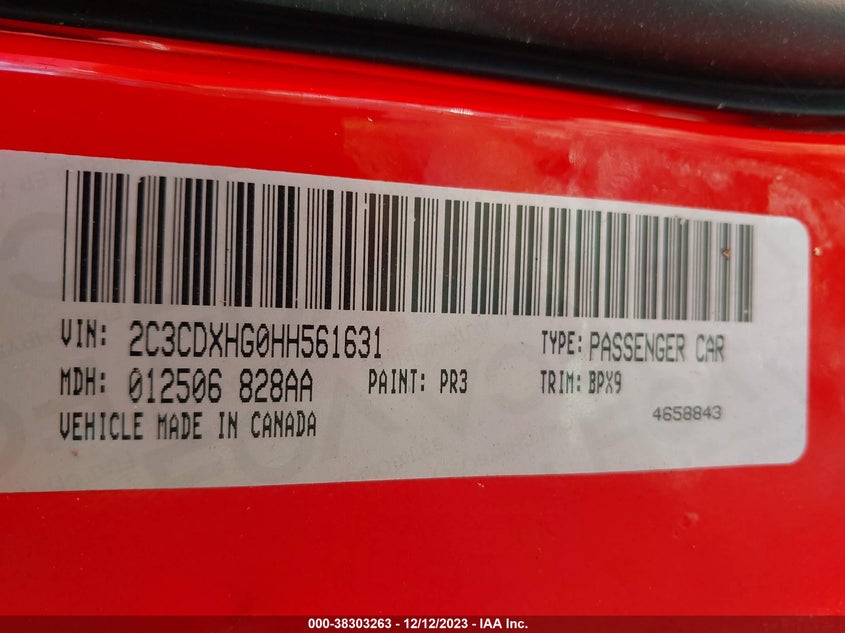 VIN: 2C3CDXHG0HH561631 TYPE: PASSENGER CAR
MDH: 012506 828AA PAINT: PR3 TRIM: BPX9
VEHICLE MADE IN CANADA 4658843
000-38303263 - 12/12/2023 - IAA Inc.